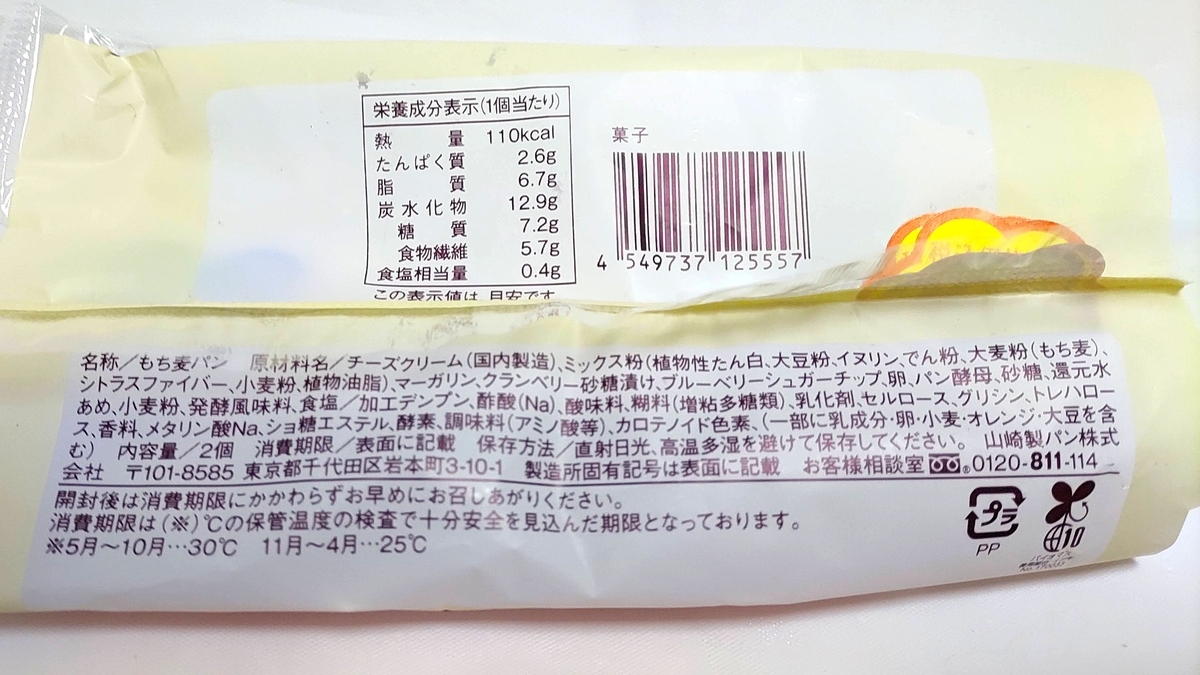 栄養成分表示(1個当たり)
熱量 110kcal
たんぱく質 2.6g
脂質 6.7g
炭水化物 12.9g
糖質 7.2g
食物繊維 5.7g
食塩相当量 0.4g
この表示値は、目安です
菓子
4 549737 125557
名称/もち麦パン 原材料名/チーズクリーム(国内製造)、ミックス粉(植物性たん白、大豆粉、イヌリン、でん粉、大麦粉(もち麦)、
シトラスファイバー、小麦粉、植物油脂)、マーガリン、クランベリー砂糖漬け、ブルーベリーシュガーチップ、卵、パン酵母、砂糖、還元水
あめ、小麦粉、発酵風味料、食塩/加工デンプン、酢酸(Na)、酸味料、糊料(増粘多糖類)、乳化剤、セルロース、グリシン、トレハロー
ス、香料、メタリン酸Na、ショ糖エステル、酵素、調味料(アミノ酸等)、カロテノイド色素、(一部に乳成分・卵・小麦・オレンジ・大豆を含
む) 内容量/2個 消費期限/表面に記載 保存方法/直射日光、高温多湿を避けて保存してください。 山崎製パン株式
会社 〒101-8585 東京都千代田区岩本町3-10-1 製造所固有記号は表面に記載 お客様相談室 0120-811-114
開封後は消費期限にかかわらずお早めにお召しあがりください。
消費期限は(※)℃の保管温度の検査で十分安全を見込んだ期限となっております。
※5月～10月…30℃ 11月～4月…25℃
プラ
PP
10